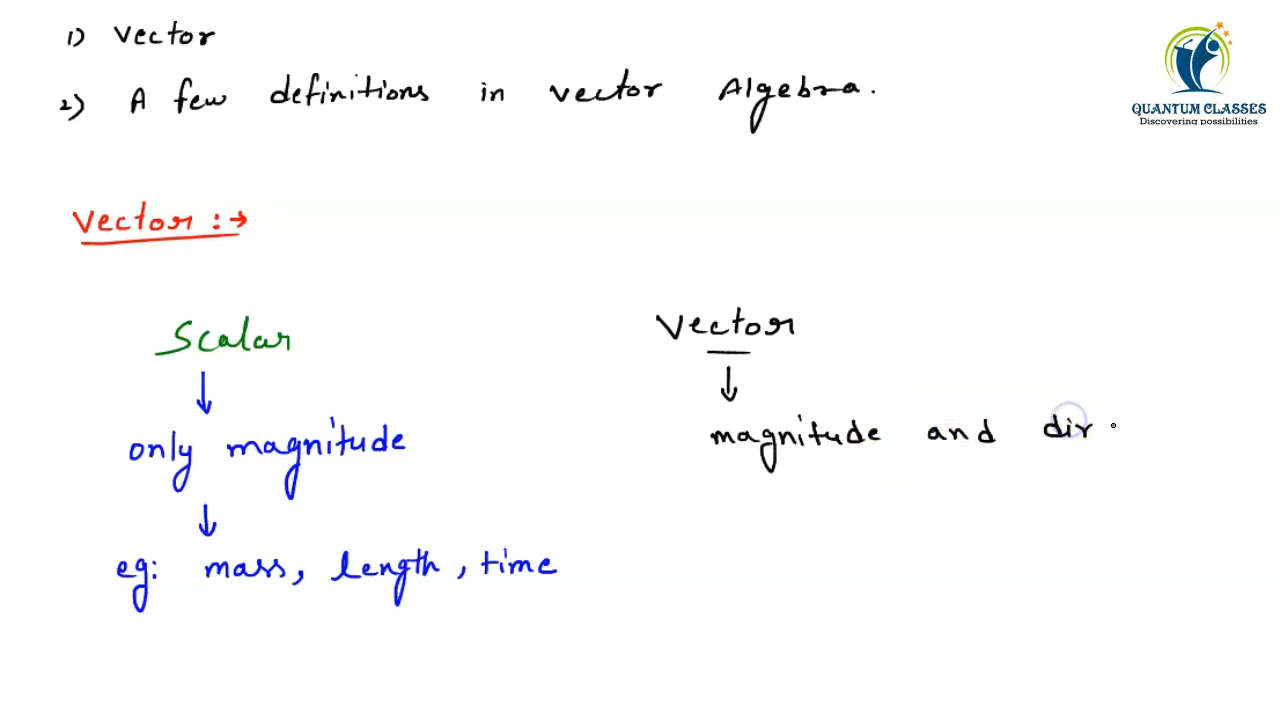 1) Vector
2) A few definitions in vector Algebra.
QUANTUM CLASSES
Discovering possibilities
Vector :→
Scalar
Vector
↓
↓
only magnitude
magnitude and dir
↓
eg: mass, length, time